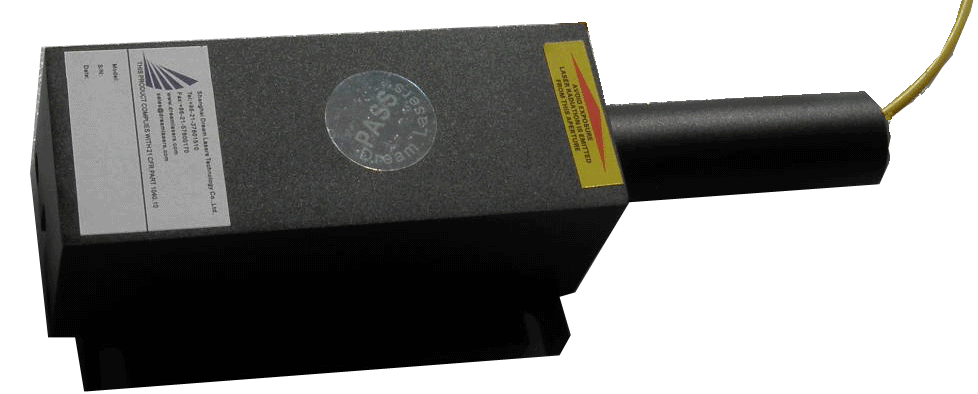 Shanghai Dream Lasers Technology Co., Ltd.
Tel:+86-21-37601510
Fax:+86-21-57600170
www.dreamlasers.com
sales@dreamlasers.com
THIS PRODUCT COMPLIES WITH 21 CFR PART 1040.10
Model:
S/N:
Date:
Lasers
PASS
Dream
AVOID EXPOSURE
LASER RADIATION IS EMITTED
FROM THIS APERTURE